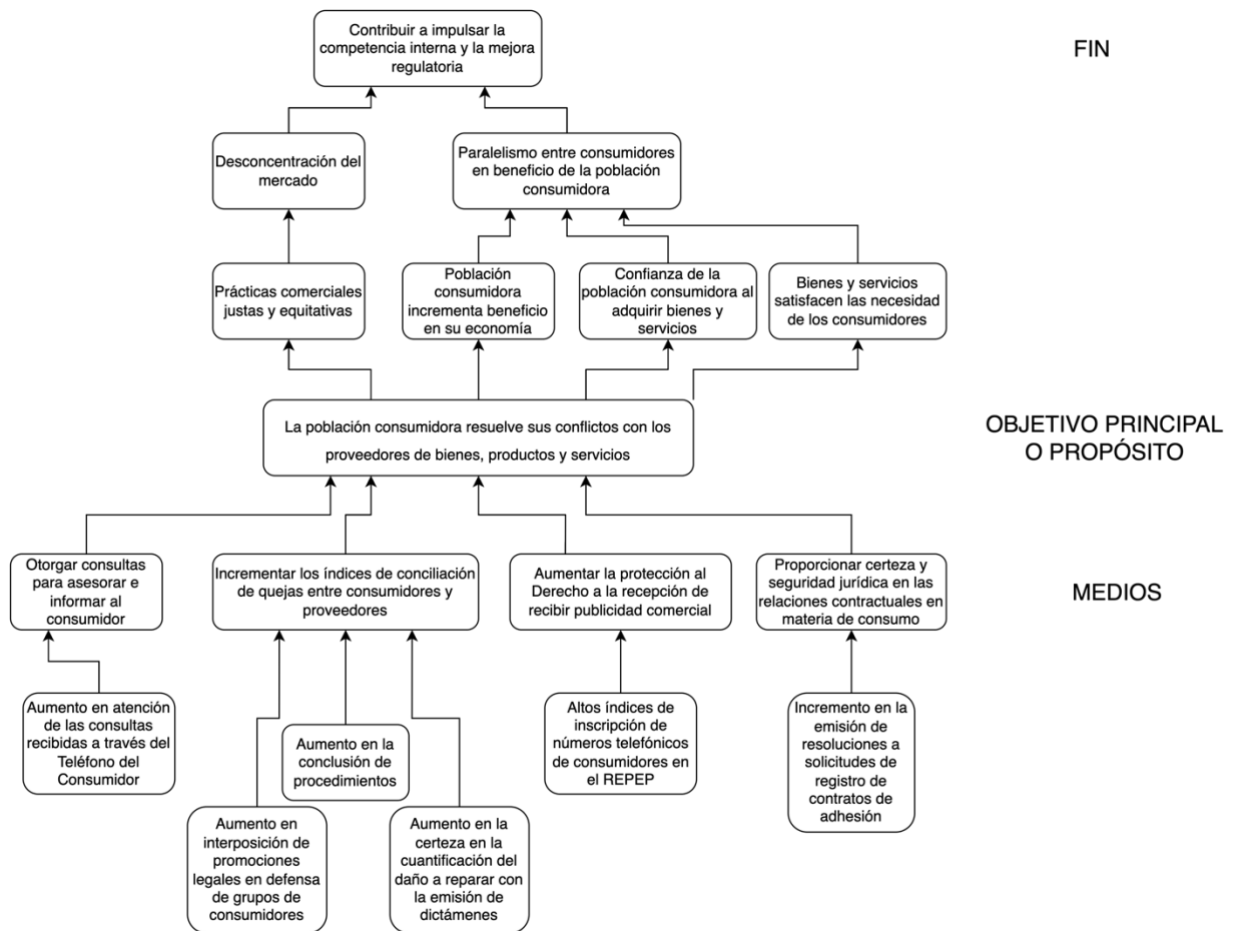 Contribuir a impulsar la
competencia interna y la mejora
regulatoria
FIN
Desconcentración del
mercado
Paralelismo entre consumidores
en beneficio de la población
consumidora
Prácticas comerciales
justas y equitativas
Población
consumidora
incrementa beneficio
en su economía
Confianza de la
población consumidora al
adquirir bienes y
servicios
Bienes y servicios
satisfacen las necesidad
de los consumidores
La población consumidora resuelve sus conflictos con los
proveedores de bienes, productos y servicios
OBJETIVO PRINCIPAL
O PROPÓSITO
Otorgar consultas
para asesorar e
informar al
consumidor
Incrementar los índices de conciliación
de quejas entre consumidores y
proveedores
Aumentar la protección al
Derecho a la recepción de
recibir publicidad comercial
Proporcionar certeza y
seguridad jurídica en las
relaciones contractuales en
materia de consumo
MEDIOS
Aumento en atención
de las consultas
recibidas a través del
Teléfono del
Consumidor
Aumento en la
conclusión de
procedimientos
Altos índices de
inscripción de
números telefónicos
de consumidores en
el REPEP
Incremento en la
emisión de
resoluciones a
solicitudes de
registro de
contratos de
adhesión
Aumento en
interposición de
promociones
legales en defensa
de grupos de
consumidores
Aumento en la
certeza en la
cuantificación del
daño a reparar con
la emisión de
dictámenes